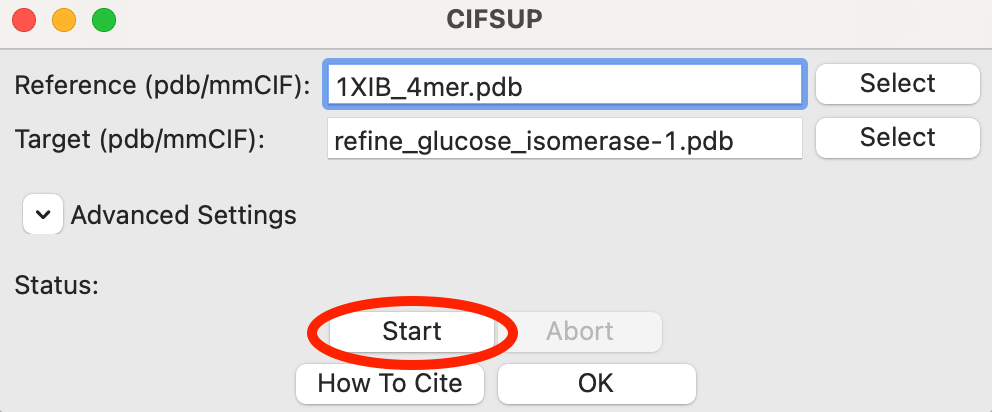 CIFSUP
Reference (pdb/mmCIF): 1XIB_4mer.pdb Select
Target (pdb/mmCIF): refine_glucose_isomerase-1.pdb Select
Advanced Settings
Status:
Start Abort
How To Cite OK